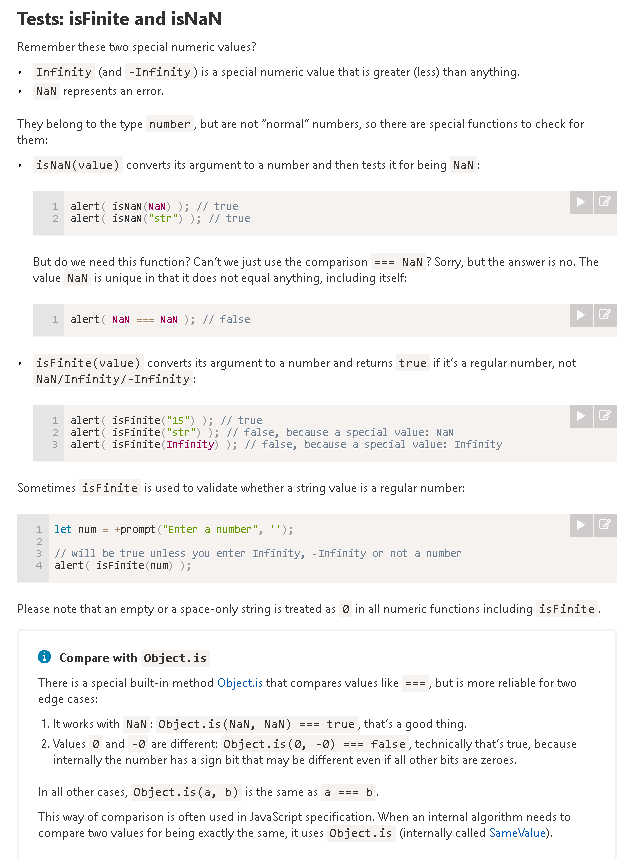 Tests: isFinite and isNaN
Remember these two special numeric values?
• Infinity (and -Infinity) is a special numeric value that is greater (less) than anything.
• NaN represents an error.
They belong to the type number, but are not “normal” numbers, so there are special functions to check for
them:
• isNaN(value) converts its argument to a number and then tests it for being NaN:
1 alert( isNaN(NaN) ); // true
2 alert( isNaN("str") ); // true
But do we need this function? Can’t we just use the comparison === NaN? Sorry, but the answer is no. The
value NaN is unique in that it does not equal anything, including itself:
1 alert( NaN === NaN ); // false
• isFinite(value) converts its argument to a number and returns true if it’s a regular number, not
NaN/Infinity/-Infinity:
1 alert( isFinite("15") ); // true
2 alert( isFinite("str") ); // false, because a special value: NaN
3 alert( isFinite(Infinity) ); // false, because a special value: Infinity
Sometimes isFinite is used to validate whether a string value is a regular number:
1 let num = +prompt("Enter a number", '');
2
3 // will be true unless you enter Infinity, -Infinity or not a number
4 alert( isFinite(num) );
Please note that an empty or a space-only string is treated as 0 in all numeric functions including isFinite.
Compare with Object.is
There is a special built-in method Object.is that compares values like ===, but is more reliable for two
edge cases:
1. It works with NaN: Object.is(NaN, NaN) === true, that’s a good thing.
2. Values 0 and -0 are different: Object.is(0, -0) === false, technically that’s true, because
internally the number has a sign bit that may be different even if all other bits are zeroes.
In all other cases, Object.is(a, b) is the same as a === b.
This way of comparison is often used in JavaScript specification. When an internal algorithm needs to
compare two values for being exactly the same, it uses Object.is (internally called SameValue).